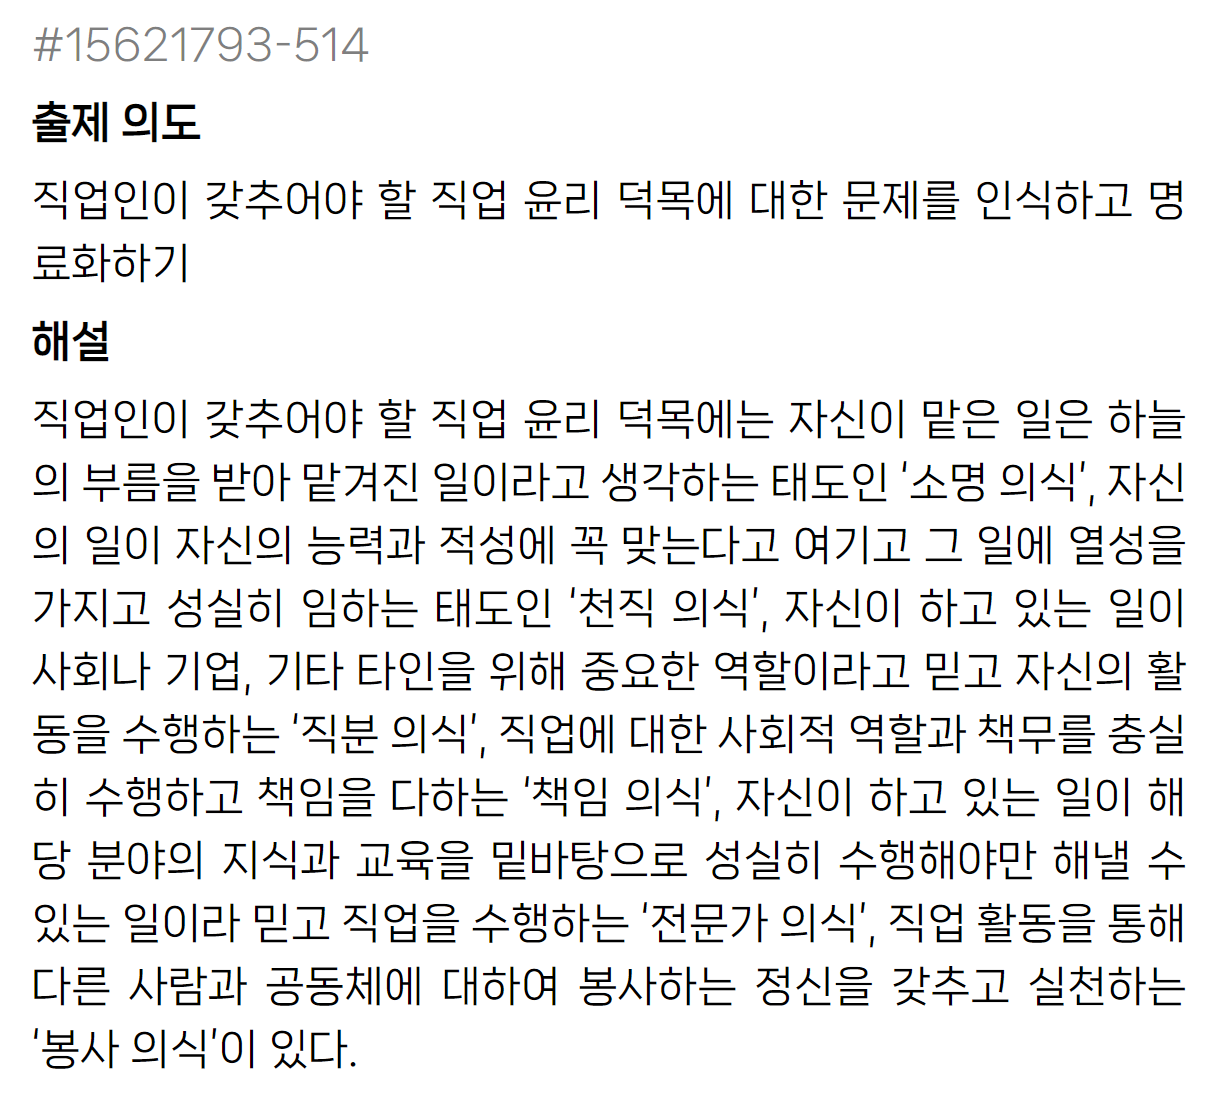 #15621793-514
출제 의도
직업인이 갖추어야 할 직업 윤리 덕목에 대한 문제를 인식하고 명
료화하기
해설
직업인이 갖추어야 할 직업 윤리 덕목에는 자신이 맡은 일은 하늘
의 부름을 받아 맡겨진 일이라고 생각하는 태도인 ‘소명 의식’, 자신
의 일이 자신의 능력과 적성에 꼭 맞는다고 여기고 그 일에 열성을
가지고 성실히 임하는 태도인 ‘천직 의식’, 자신이 하고 있는 일이
사회나 기업, 기타 타인을 위해 중요한 역할이라고 믿고 자신의 활
동을 수행하는 ‘직분 의식’, 직업에 대한 사회적 역할과 책무를 충실
히 수행하고 책임을 다하는 ‘책임 의식’, 자신이 하고 있는 일이 해
당 분야의 지식과 교육을 밑바탕으로 성실히 수행해야만 해낼 수
있는 일이라 믿고 직업을 수행하는 ‘전문가 의식’, 직업 활동을 통해
다른 사람과 공동체에 대하여 봉사하는 정신을 갖추고 실천하는
‘봉사 의식’이 있다.